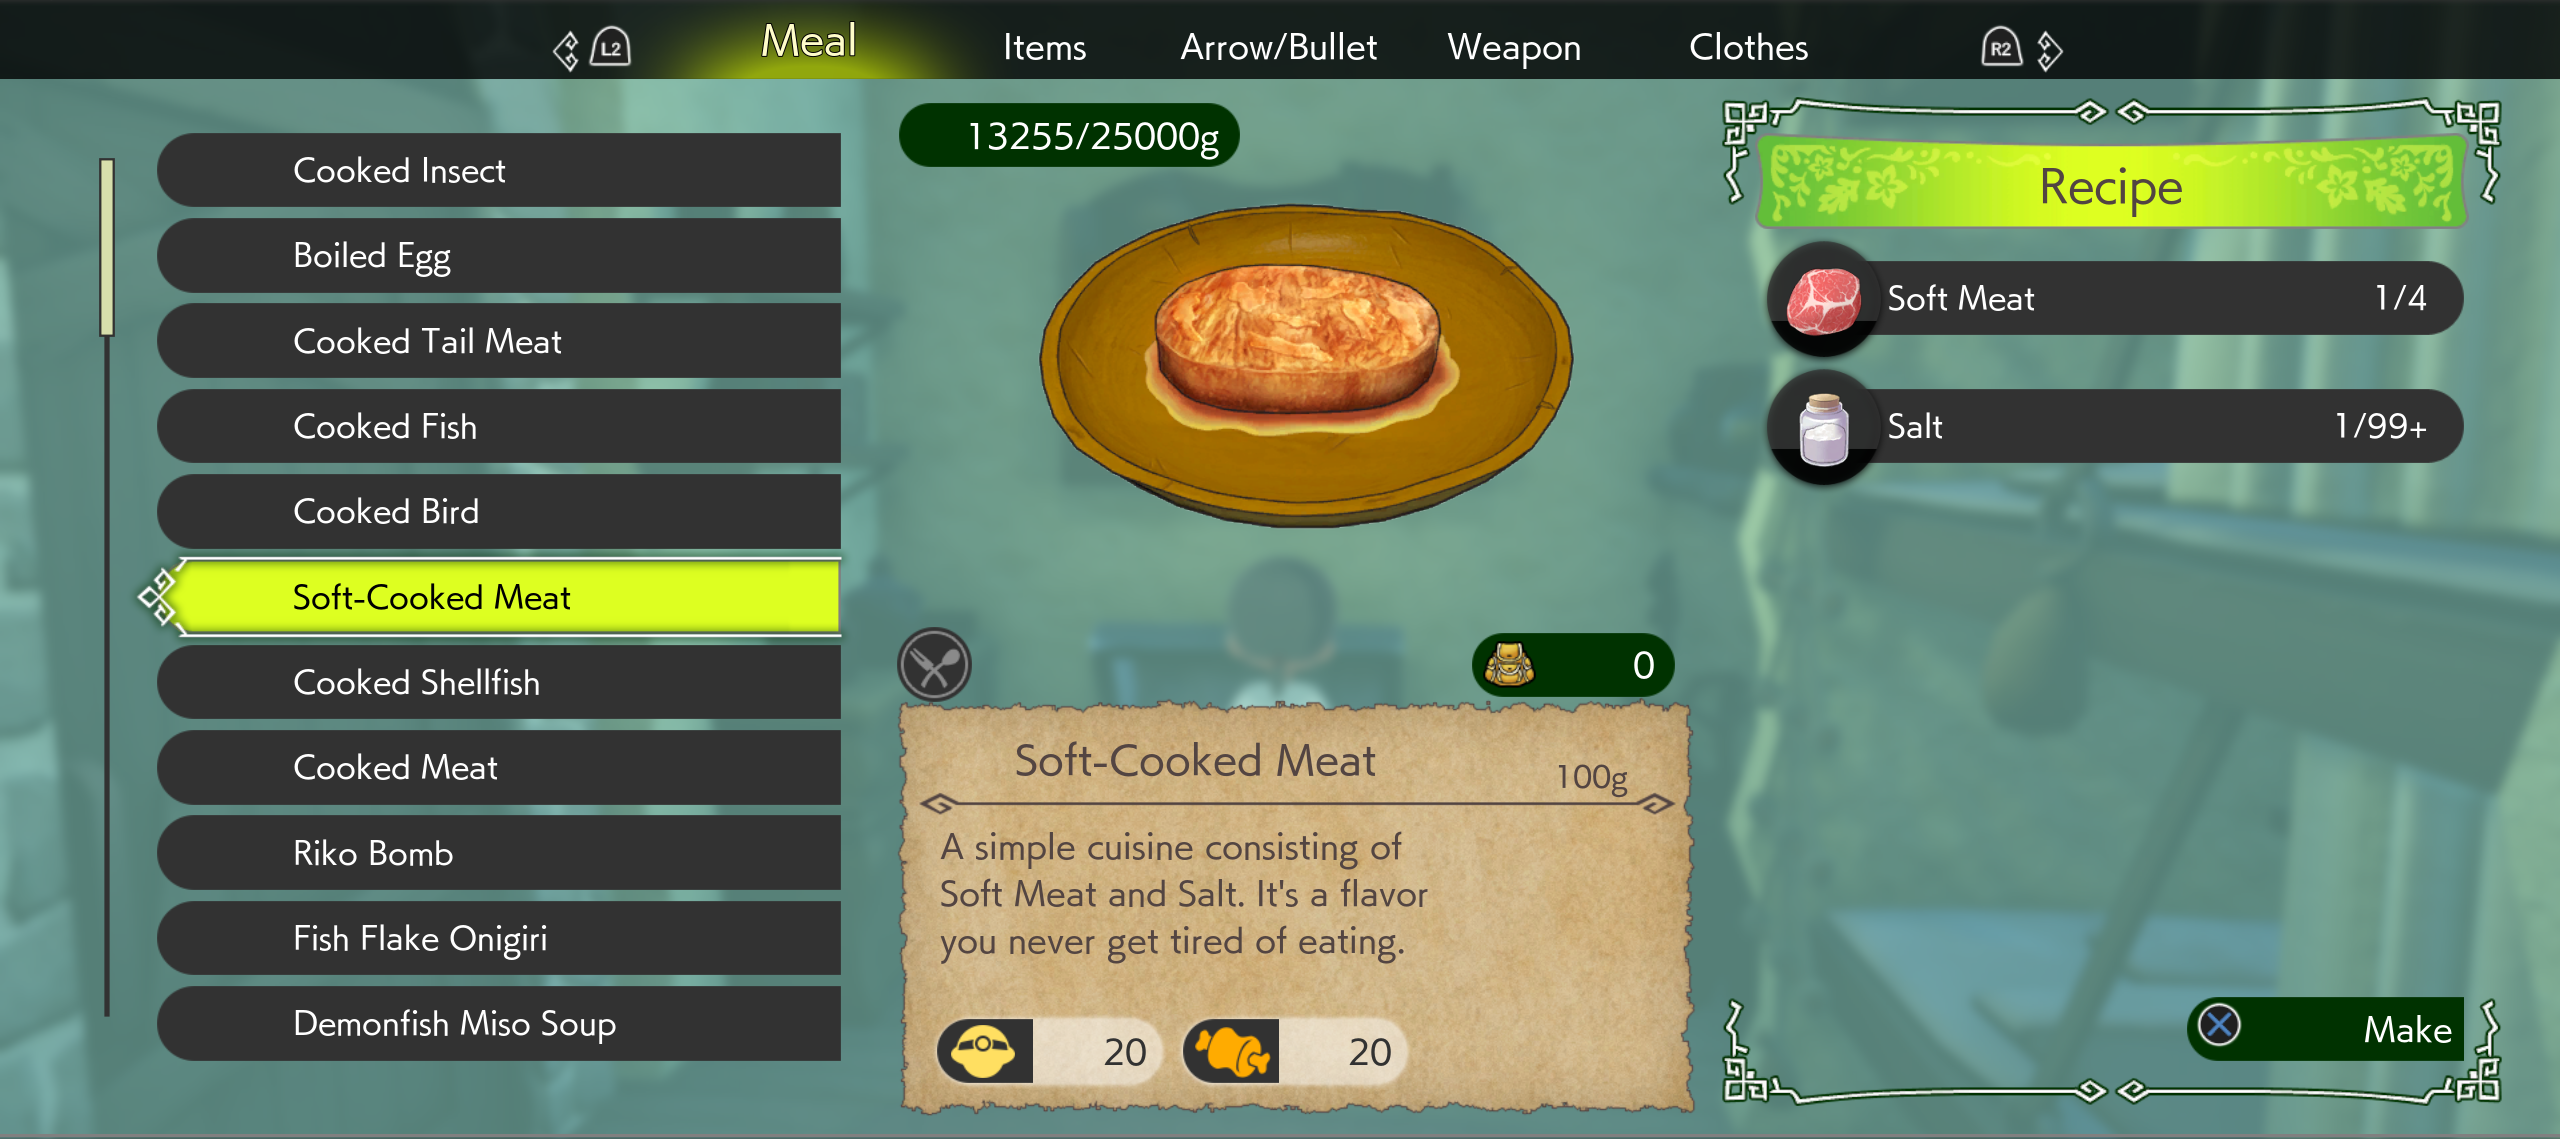 L2
Meal
Items
Arrow/Bullet
Weapon
Clothes
R2
Cooked Insect
Boiled Egg
Cooked Tail Meat
Cooked Fish
Cooked Bird
Soft-Cooked Meat
Cooked Shellfish
Cooked Meat
Riko Bomb
Fish Flake Onigiri
Demonfish Miso Soup
13255/25000g
0
Soft-Cooked Meat
100g
A simple cuisine consisting of
Soft Meat and Salt. It's a flavor
you never get tired of eating.
20
20
Recipe
Soft Meat 1/4
Salt 1/99+
Make